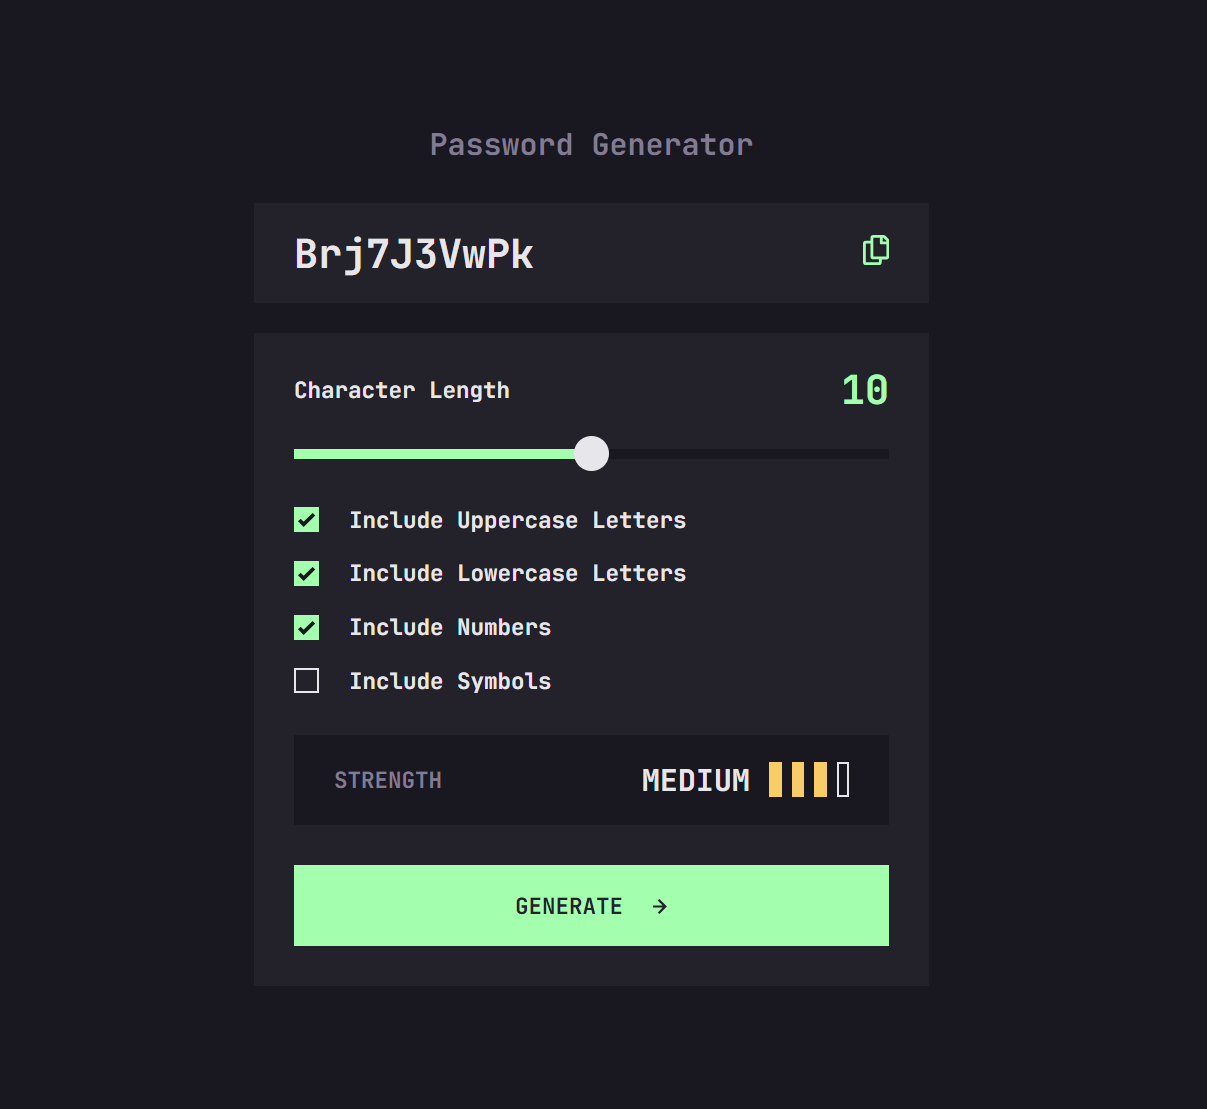 Password Generator
Brj7J3VwPk
Character Length 10
Include Uppercase Letters
Include Lowercase Letters
Include Numbers
Include Symbols
STRENGTH MEDIUM
GENERATE →